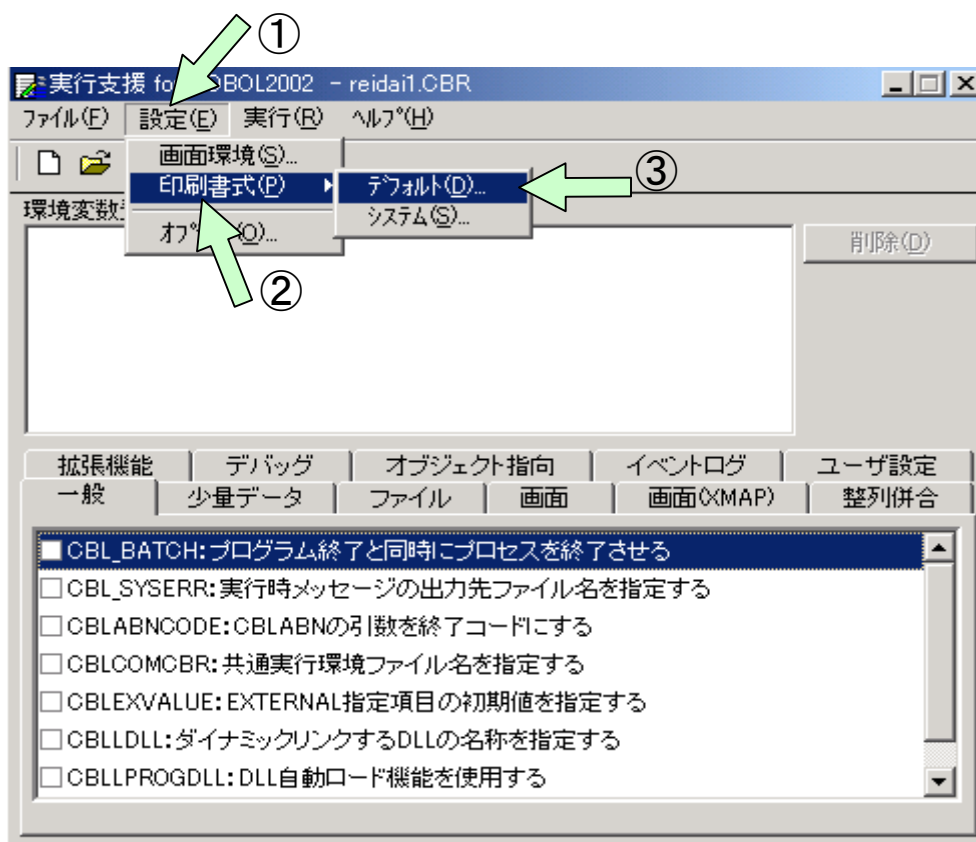 ①
実行支援 fo OBOL2002 - reidai1.CBR
ファイル(F) 設定(E) 実行(R) ヘルプ(H)
画面環境(S)...
印刷書式(P)
デフォルト(D)...
③
システム(S)...
環境変数
オプ (O)...
削除(D)
②
拡張機能 デバッグ オブジェクト指向 イベントログ ユーザ設定
一般 少量データ ファイル 画面 画面(XMAP) 整列併合
CBL_BATCH:プログラム終了と同時にプロセスを終了させる
CBL_SYSERR:実行時メッセージの出力先ファイル名を指定する
CBLABNCODE:CBLABNの引数を終了コードにする
CBLCOMCBR:共通実行環境ファイル名を指定する
CBLEXVALUE:EXTERNAL指定項目の初期値を指定する
CBLLDLL:ダイナミックリンクするDLLの名称を指定する
CBLLPROGDLL:DLL自動ロード機能を使用する